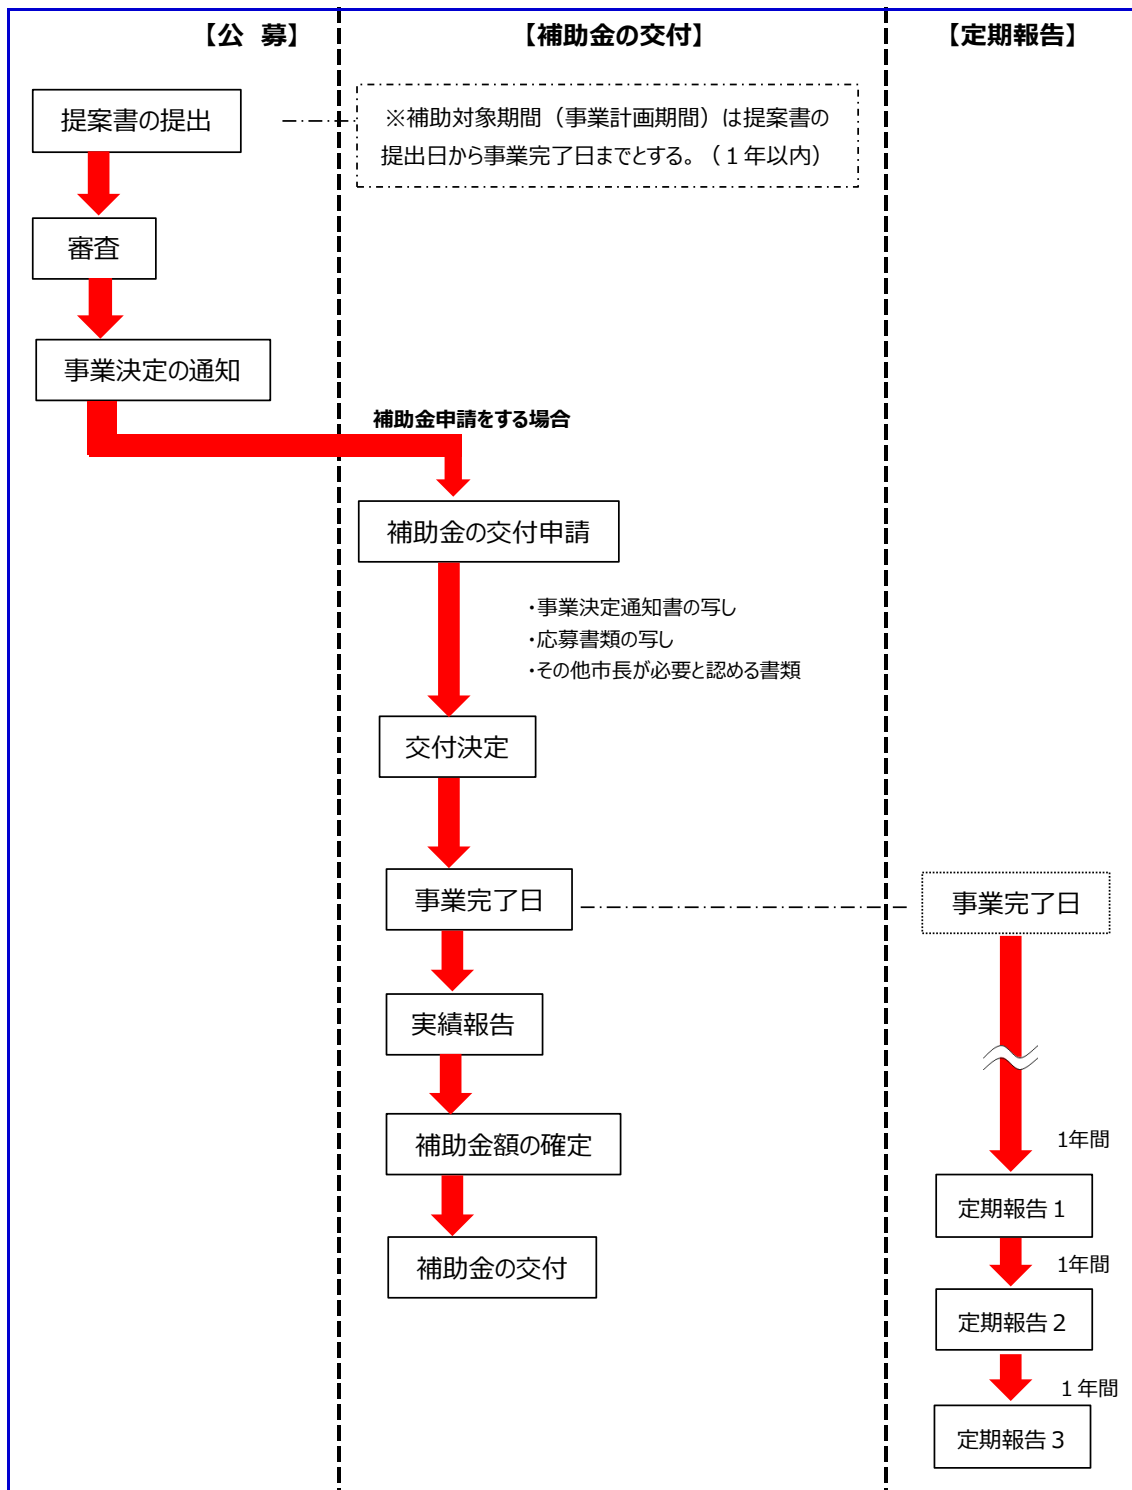 【公　募】
【補助金の交付】
【定期報告】
提案書の提出
※補助対象期間（事業計画期間）は提案書の
提出日から事業完了日までとする。（１年以内）
審査
事業決定の通知
補助金申請をする場合
補助金の交付申請
・事業決定通知書の写し
・応募書類の写し
・その他市長が必要と認める書類
交付決定
事業完了日
事業完了日
実績報告
補助金額の確定
1年間
定期報告１
補助金の交付
1年間
定期報告２
１年間
定期報告３